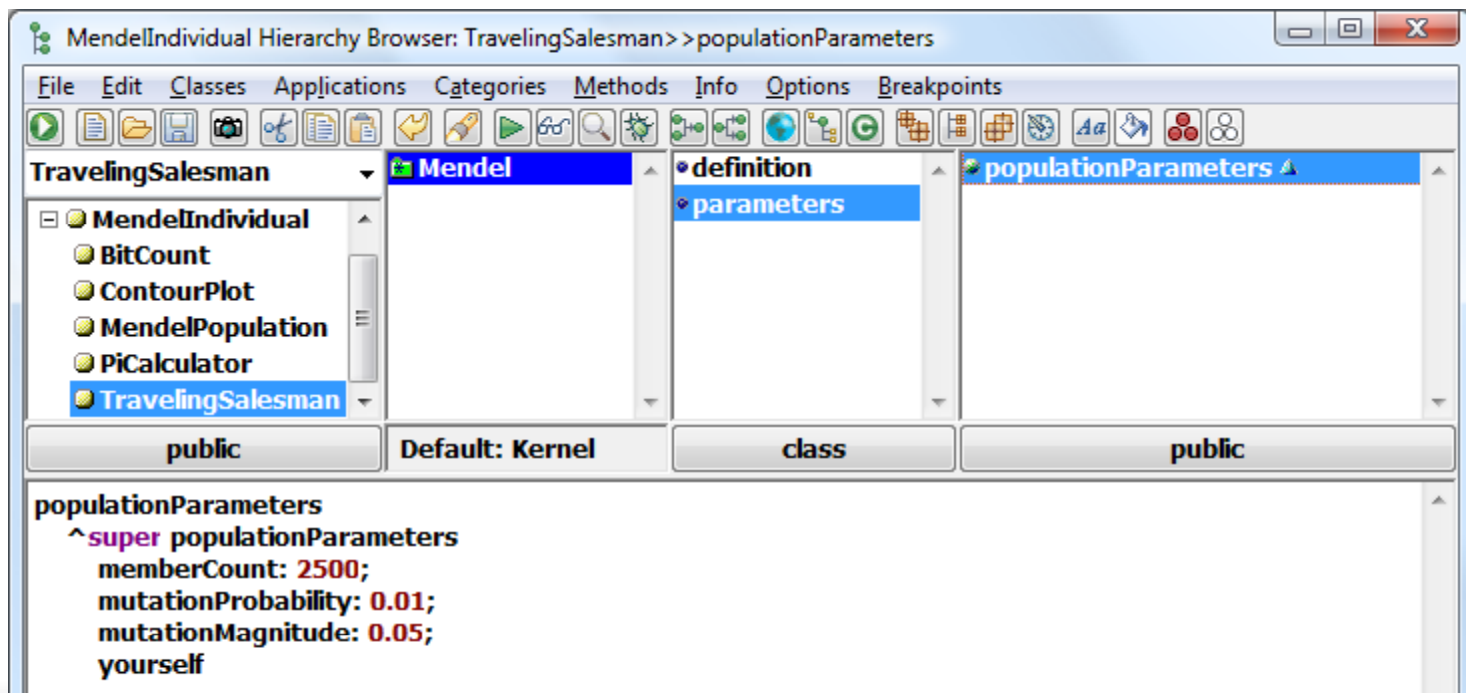 MendelIndividual Hierarchy Browser: TravelingSalesman>>populationParameters
File Edit Classes Applications Categories Methods Info Options Breakpoints
Aa
TravelingSalesman
MendelIndividual
BitCount
ContourPlot
MendelPopulation
PiCalculator
TravelingSalesman
Mendel
definition
parameters
populationParameters
public
Default: Kernel
class
public
populationParameters
^super populationParameters
memberCount: 2500;
mutationProbability: 0.01;
mutationMagnitude: 0.05;
yourself